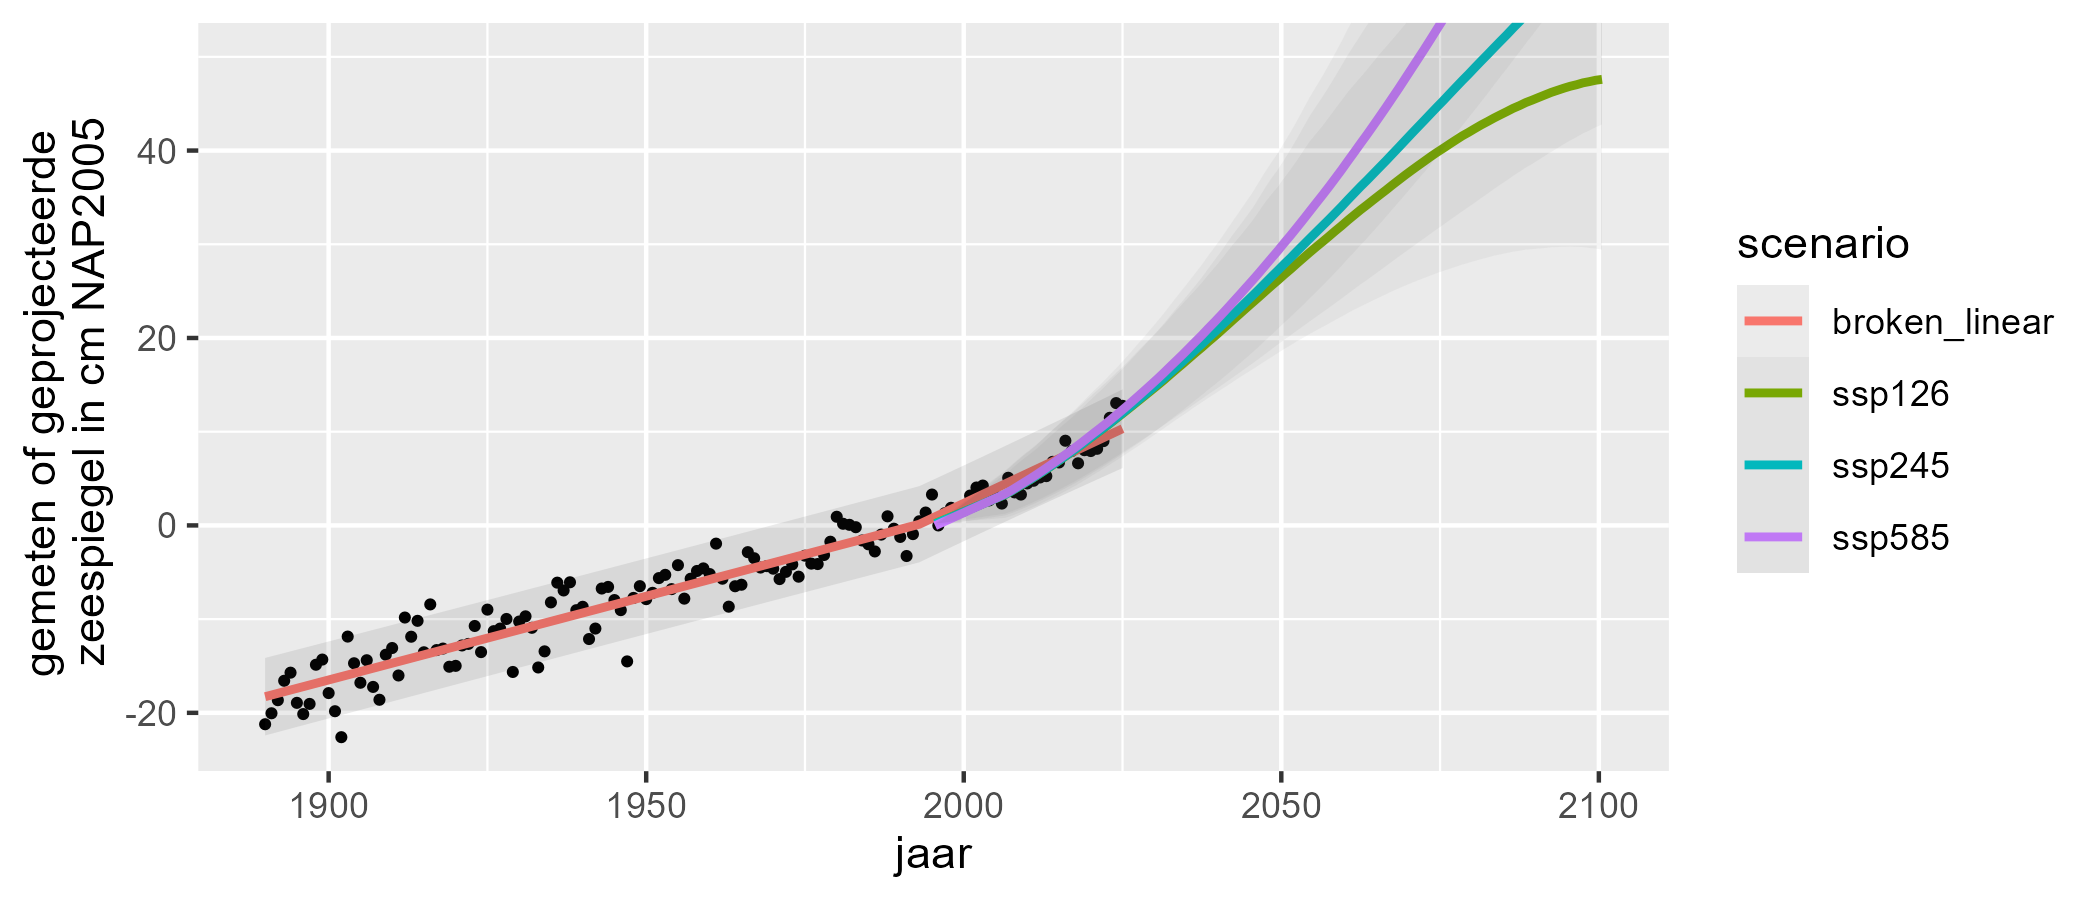 gemeten of geprojecteerde
zeespiegel in cm NAP2005
40
20
0
-20
1900
1950
2000
2050
2100
jaar
scenario
broken_linear
ssp126
ssp245
ssp585